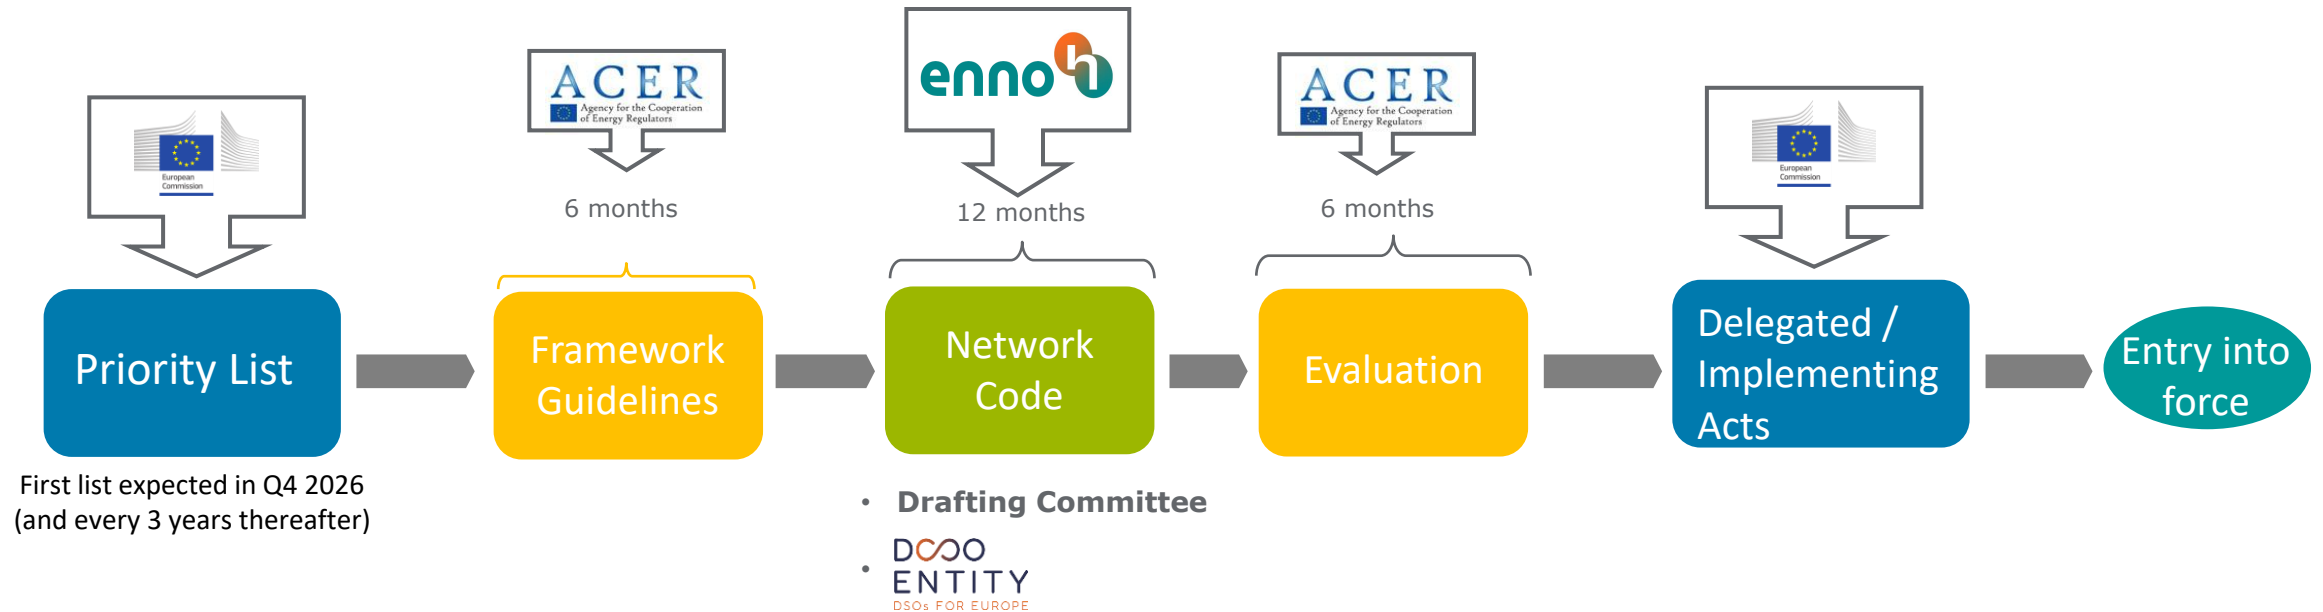 European
Commission
Priority List
First list expected in Q4 2026
(and every 3 years thereafter)
ACER
Agency for the Cooperation
of Energy Regulators
6 months
Framework
Guidelines
ennoh
12 months
Network
Code
• Drafting Committee
• DSO
ENTITY
DSOs FOR EUROPE
ACER
Agency for the Cooperation
of Energy Regulators
6 months
Evaluation
European
Commission
Delegated /
Implementing
Acts
Entry into
force